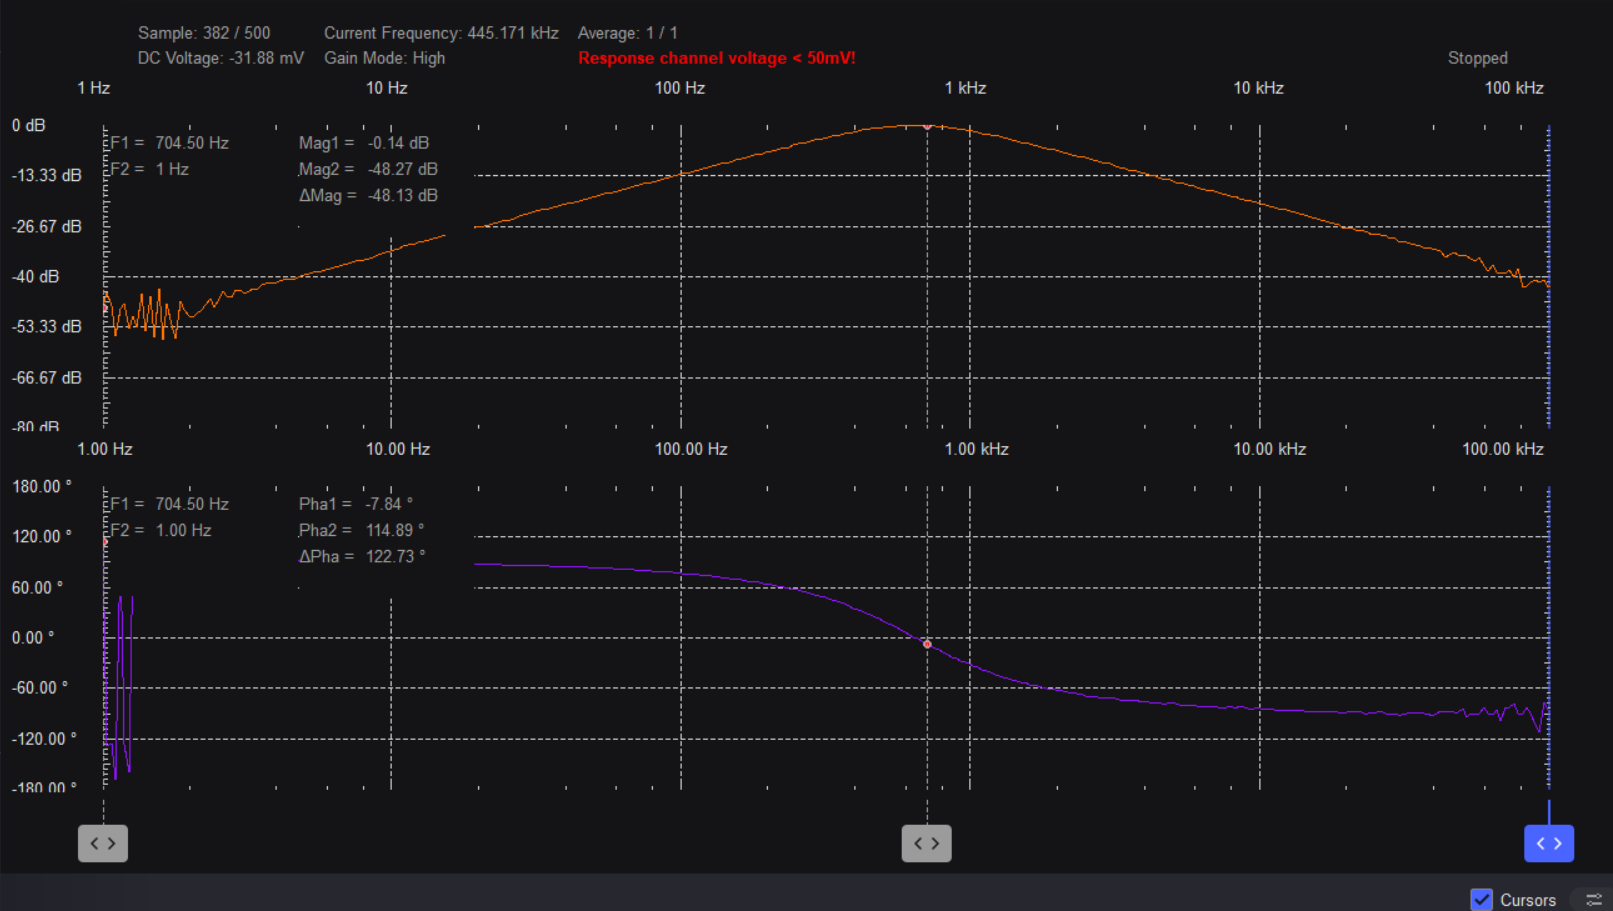 Sample: 382 / 500 Current Frequency: 445.171 kHz Average: 1 / 1
DC Voltage: -31.88 mV Gain Mode: High Response channel voltage < 50mV! Stopped
1 Hz 10 Hz 100 Hz 1 kHz 10 kHz 100 kHz
0 dB
F1 = 704.50 Hz Mag1 = -0.14 dB
F2 = 1 Hz Mag2 = -48.27 dB
-13.33 dB
ΔMag = -48.13 dB
-26.67 dB
-40 dB
-53.33 dB
-66.67 dB
-80 dB
1.00 Hz 10.00 Hz 100.00 Hz 1.00 kHz 10.00 kHz 100.00 kHz
180.00 °
F1 = 704.50 Hz Pha1 = -7.84 °
F2 = 1.00 Hz Pha2 = 114.89 °
120.00 °
ΔPha = 122.73 °
60.00 °
0.00 °
-60.00 °
-120.00 °
-180.00 °
Cursors